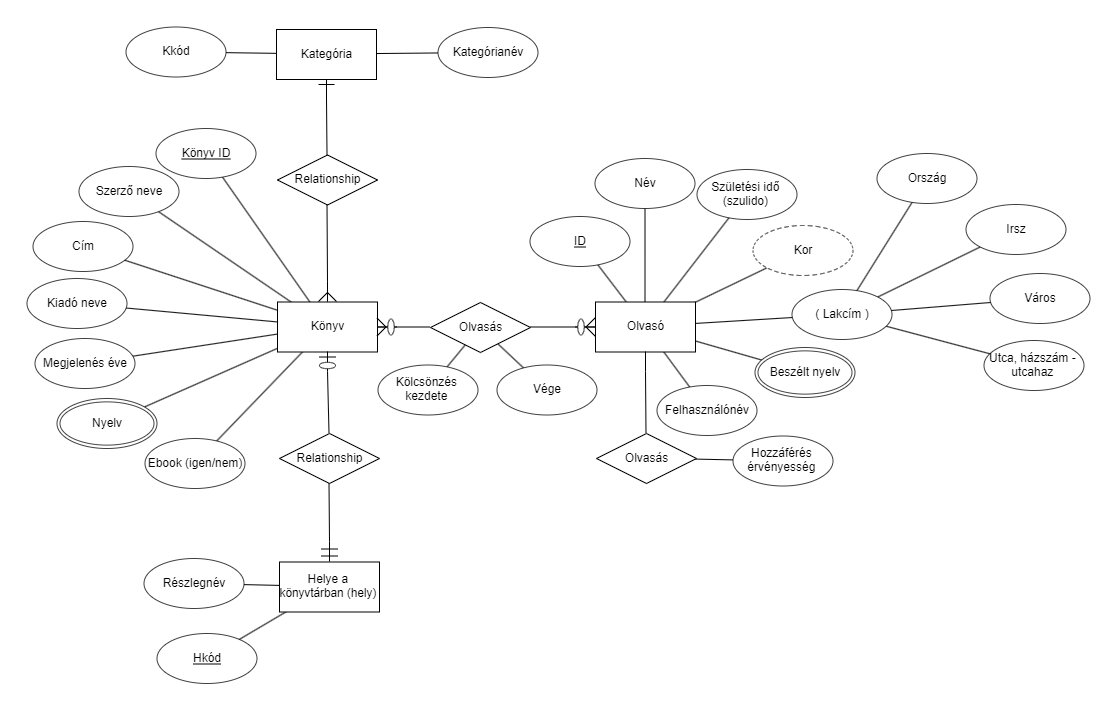 Kkód
Kategória
Kategórianév
Könyv ID
Relationship
Szerző neve
Cím
Kiadó neve
Könyv
Megjelenés éve
Nyelv
Ebook (igen/nem)
Relationship
Részlegnév
Helye a
könyvtárban (hely)
Hkód
Olvasás
Kölcsönzés
kezdete
Vége
Név
Születési idő
(szulido)
ID
Kor
Olvasó
( Lakcím )
Ország
Irsz
Város
Utca, házszám -
utcahaz
Beszélt nyelv
Felhasználónév
Olvasás
Hozzáférés
érvényesség